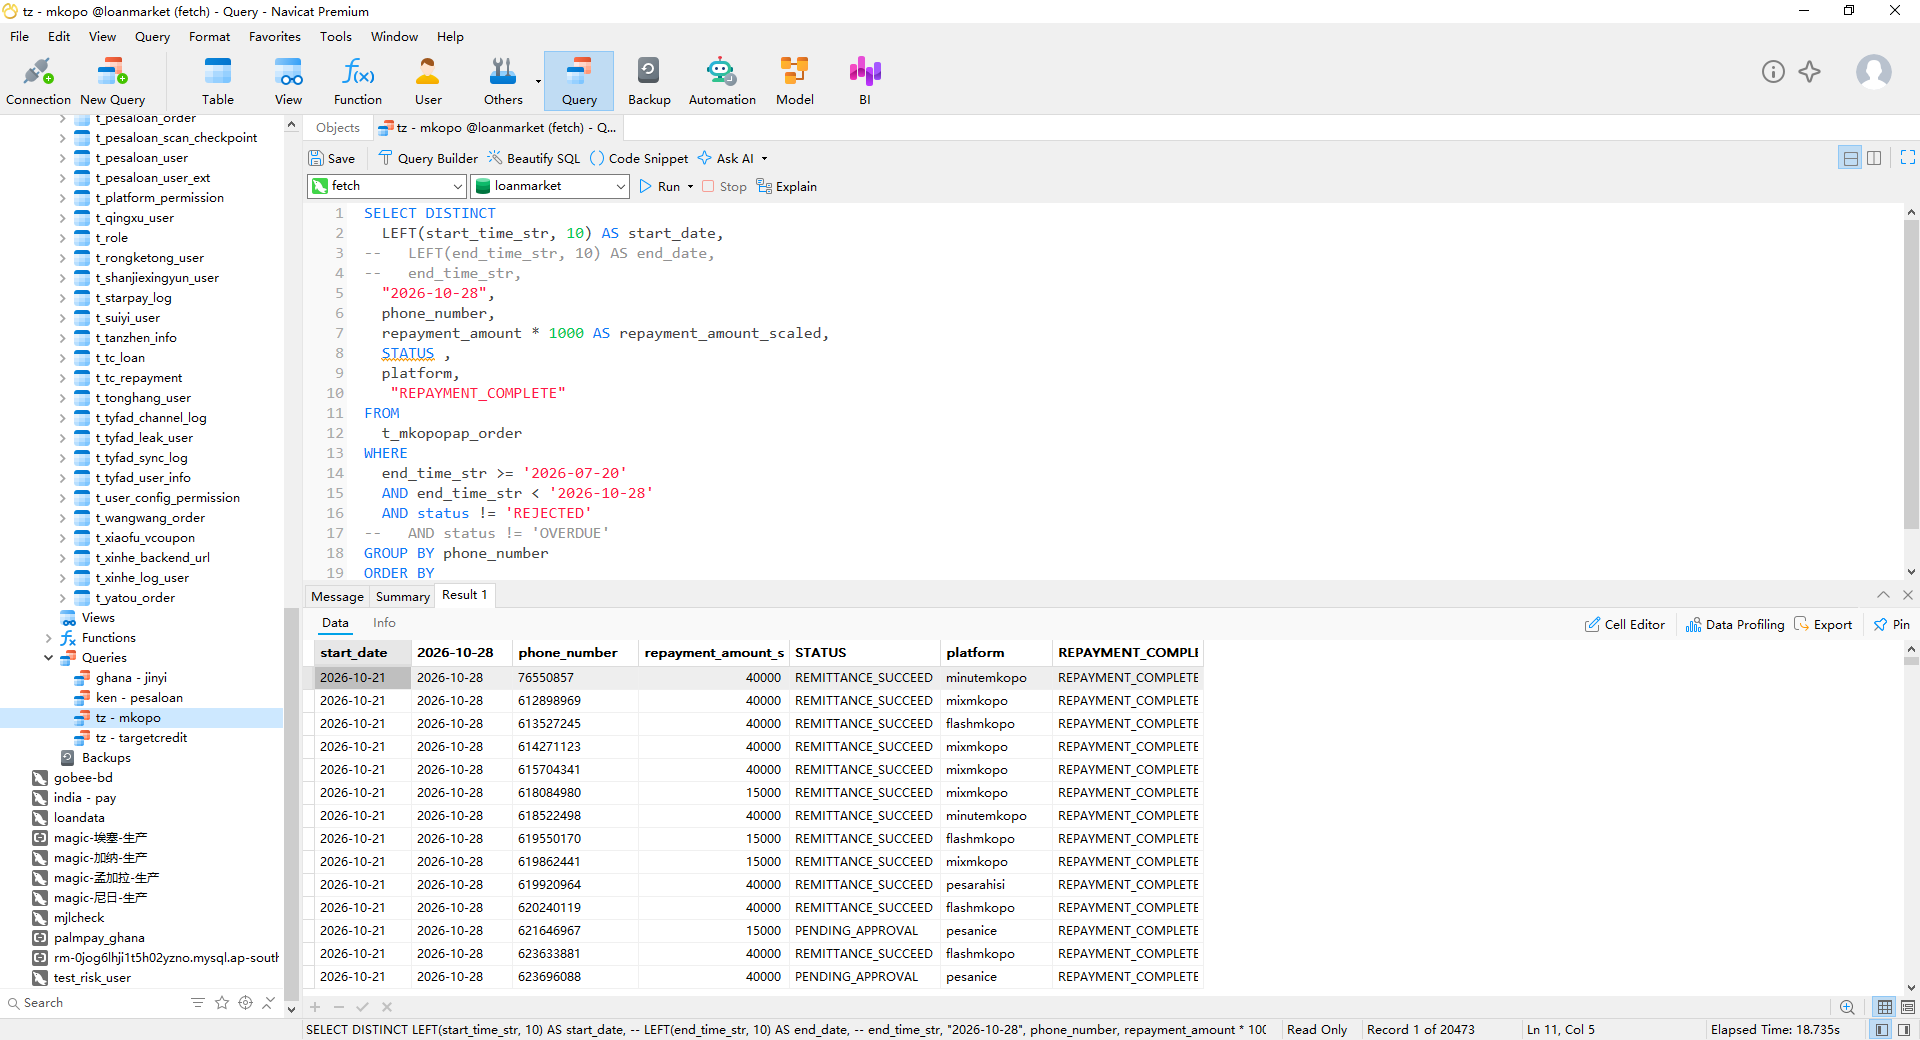 tz - mkopo @loanmarket (fetch) - Query - Navicat Premium
File Edit View Query Format Favorites Tools Window Help
Connection New Query Table View Function User Others Query Backup Automation Model BI
t_pesaloan_order
t_pesaloan_scan_checkpoint
t_pesaloan_user
t_pesaloan_user_ext
t_platform_permission
t_qingxu_user
t_role
t_rongketong_user
t_shanjiexingyun_user
t_starpay_log
t_suiyi_user
t_tanzhen_info
t_tc_loan
t_tc_repayment
t_tonghang_user
t_tyfad_channel_log
t_tyfad_leak_user
t_tyfad_sync_log
t_tyfad_user_info
t_user_config_permission
t_wangwang_order
t_xiaofu_vcoupon
t_xinhe_backend_url
t_xinhe_log_user
t_yatou_order
Views
Functions
Queries
ghana - jinyi
ken - pesaloan
tz - mkopo
tz - targetcredit
Backups
gobee-bd
india - pay
loandata
magic-埃塞-生产
magic-加纳-生产
magic-孟加拉-生产
magic-尼日-生产
mjlcheck
palmpay_ghana
rm-0jog6lhji1t5h02yzno.mysql.ap-south
test_risk_user
Search
Objects tz - mkopo @loanmarket (fetch) - Q...
Save Query Builder Beautify SQL Code Snippet Ask AI
fetch loanmarket Run Stop Explain
1 SELECT DISTINCT
2 LEFT(start_time_str, 10) AS start_date,
3 -- LEFT(end_time_str, 10) AS end_date,
4 -- end_time_str,
5 "2026-10-28",
6 phone_number,
7 repayment_amount * 1000 AS repayment_amount_scaled,
8 STATUS ,
9 platform,
10 "REPAYMENT_COMPLETE"
11 FROM
12 t_mkopopap_order
13 WHERE
14 end_time_str >= '2026-07-20'
15 AND end_time_str < '2026-10-28'
16 AND status != 'REJECTED'
17 -- AND status != 'OVERDUE'
18 GROUP BY phone_number
19 ORDER BY
Message Summary Result 1
Data Info Cell Editor Data Profiling Export Pin
start_date 2026-10-28 phone_number repayment_amount_s STATUS platform REPAYMENT_COMPLE
2026-10-21 2026-10-28 76550857 40000 REMITTANCE_SUCCEED minutemkopo REPAYMENT_COMPLETE
2026-10-21 2026-10-28 612898969 40000 REMITTANCE_SUCCEED mixmkopo REPAYMENT_COMPLETE
2026-10-21 2026-10-28 613527245 40000 REMITTANCE_SUCCEED flashmkopo REPAYMENT_COMPLETE
2026-10-21 2026-10-28 614271123 40000 REMITTANCE_SUCCEED mixmkopo REPAYMENT_COMPLETE
2026-10-21 2026-10-28 615704341 40000 REMITTANCE_SUCCEED mixmkopo REPAYMENT_COMPLETE
2026-10-21 2026-10-28 618084980 15000 REMITTANCE_SUCCEED mixmkopo REPAYMENT_COMPLETE
2026-10-21 2026-10-28 618522498 40000 REMITTANCE_SUCCEED minutemkopo REPAYMENT_COMPLETE
2026-10-21 2026-10-28 619550170 15000 REMITTANCE_SUCCEED flashmkopo REPAYMENT_COMPLETE
2026-10-21 2026-10-28 619862441 15000 REMITTANCE_SUCCEED mixmkopo REPAYMENT_COMPLETE
2026-10-21 2026-10-28 619920964 40000 REMITTANCE_SUCCEED pesarahisi REPAYMENT_COMPLETE
2026-10-21 2026-10-28 620240119 40000 REMITTANCE_SUCCEED flashmkopo REPAYMENT_COMPLETE
2026-10-21 2026-10-28 621646967 15000 PENDING_APPROVAL pesanice REPAYMENT_COMPLETE
2026-10-21 2026-10-28 623633881 40000 REMITTANCE_SUCCEED flashmkopo REPAYMENT_COMPLETE
2026-10-21 2026-10-28 623696088 40000 PENDING_APPROVAL pesanice REPAYMENT_COMPLETE
SELECT DISTINCT LEFT(start_time_str, 10) AS start_date, -- LEFT(end_time_str, 10) AS end_date, -- end_time_str, "2026-10-28", phone_number, repayment_amount * 100 Read Only Record 1 of 20473 Ln 11, Col 5 Elapsed Time: 18.735s